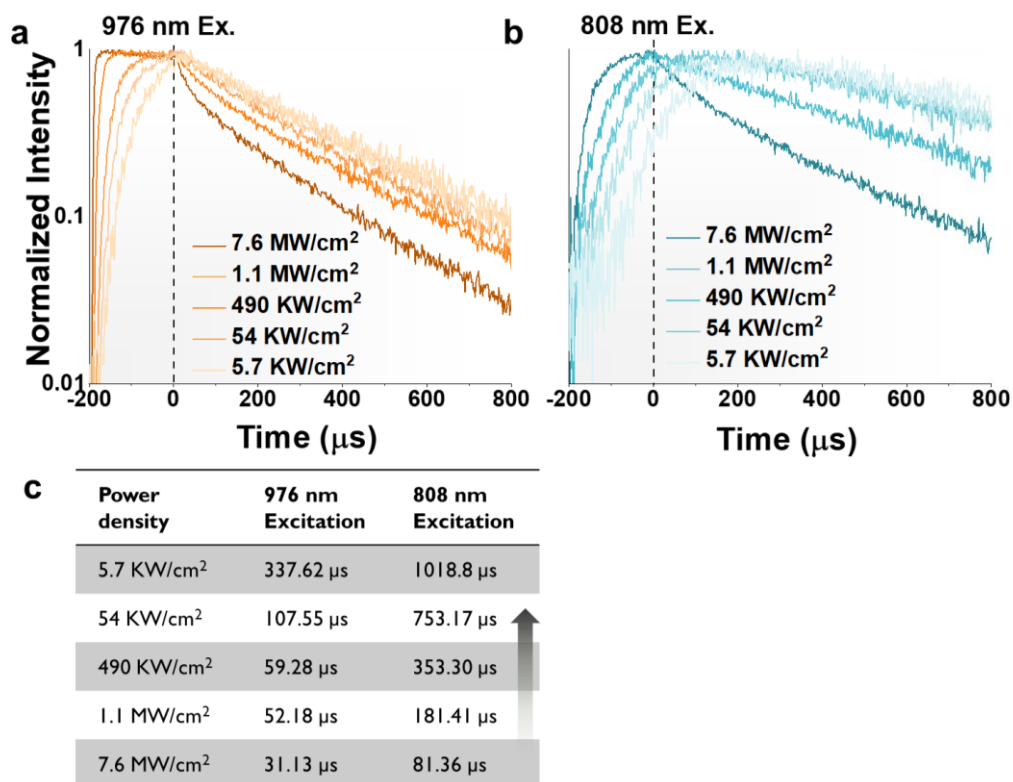 a
976 nm Ex.
Normalized Intensity
1
0.1
0.01
7.6 MW/cm²
1.1 MW/cm²
490 KW/cm²
54 KW/cm²
5.7 KW/cm²
-200 0 200 400 600 800
Time (μs)
b
808 nm Ex.
7.6 MW/cm²
1.1 MW/cm²
490 KW/cm²
54 KW/cm²
5.7 KW/cm²
-200 0 200 400 600 800
Time (μs)
c
Power density 976 nm Excitation 808 nm Excitation
5.7 KW/cm² 337.62 μs 1018.8 μs
54 KW/cm² 107.55 μs 753.17 μs
490 KW/cm² 59.28 μs 353.30 μs
1.1 MW/cm² 52.18 μs 181.41 μs
7.6 MW/cm² 31.13 μs 81.36 μs